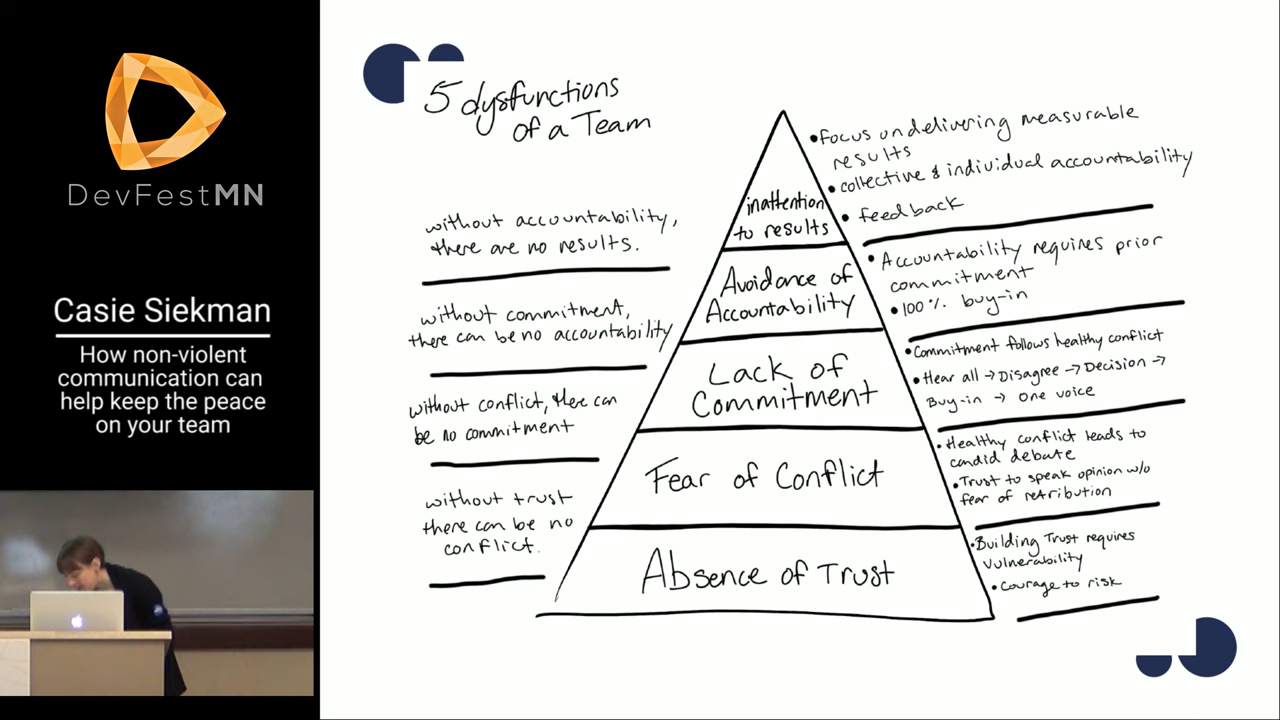 DevFestMN
Casie Siekman
How non-violent
communication can
help keep the peace
on your team
5 dysfunctions
of a Team
without accountability,
there are no results.
without commitment,
there can be no accountability
without conflict, there can
be no commitment
without trust
there can be no
conflict.
inattention
to results
Avoidance of
Accountability
Lack of
Commitment
Fear of Conflict
Absence of Trust
•Focus on delivering measurable
results
• collective & individual accountability
• feedback
• Accountability requires prior
commitment
• 100% buy-in
•Commitment follows healthy conflict
•Hear all → Disagree → Decision →
Buy-in → one voice
•Healthy conflict leads to
candid debate
•Trust to speak opinion w/o
fear of retribution
•Building Trust requires
vulnerability
•Courage to risk